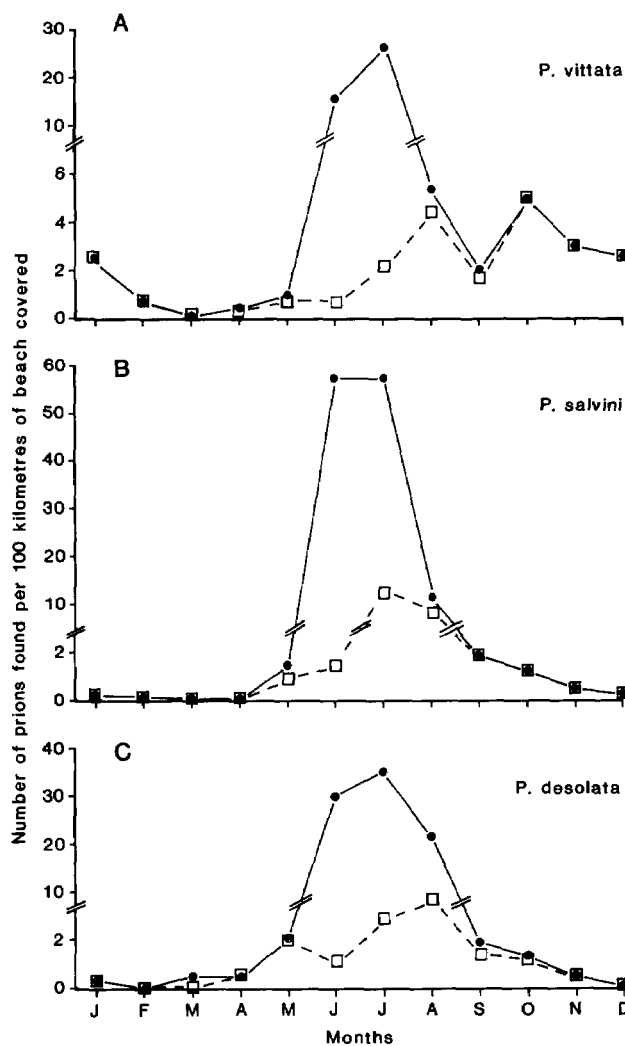 A
P. vittata
30
20
10
6
4
2
0
B
P. salvini
60
50
40
30
20
10
2
0
C
P. desolata
40
30
20
10
2
0
J F M A M J J A S O N D
Months
Number of prions found per 100 kilometres of beach covered